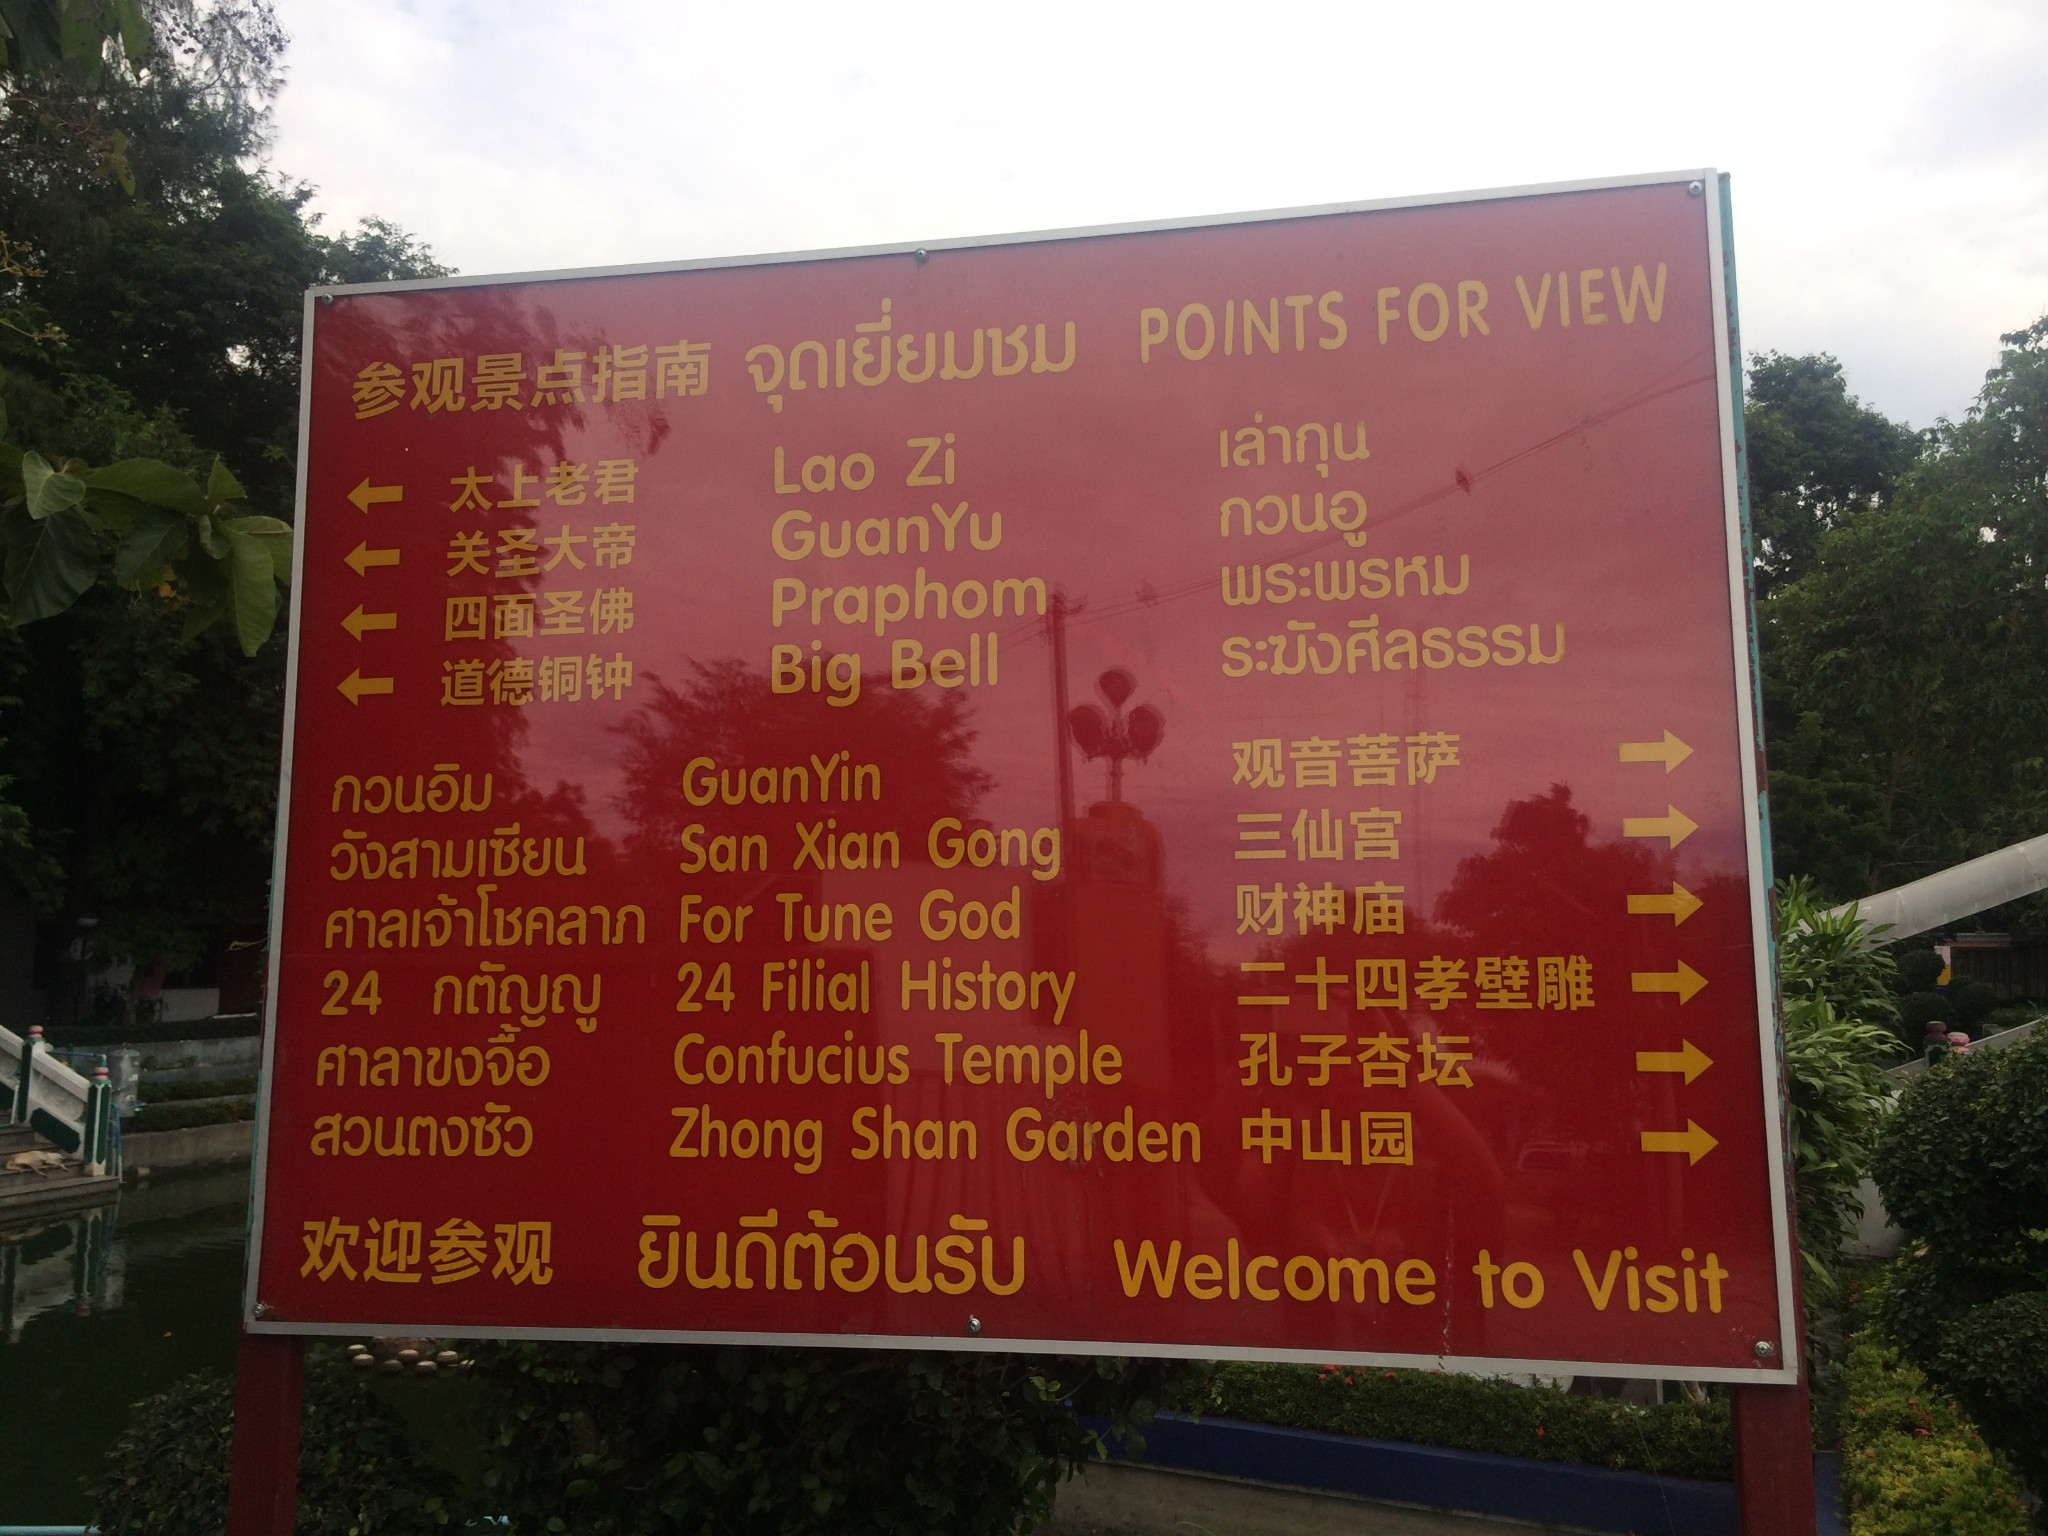 参观景点指南 จุดเยี่ยมชม POINTS FOR VIEW
← 太上老君 Lao Zi เล่ากุน
← 关圣大帝 GuanYu กวนอู
← 四面圣佛 Praphom พระพรหม
← 道德铜钟 Big Bell ระฆังศีลธรรม
กวนอิม GuanYin 观音菩萨 →
วังสามเซียน San Xian Gong 三仙宫 →
ศาลเจ้าโชคลาภ For Tune God 财神庙 →
24 กตัญญู 24 Filial History 二十四孝壁雕 →
ศาลาขงจื้อ Confucius Temple 孔子杏坛 →
สวนตงซัว Zhong Shan Garden 中山园 →
欢迎参观 ยินดีต้อนรับ Welcome to Visit